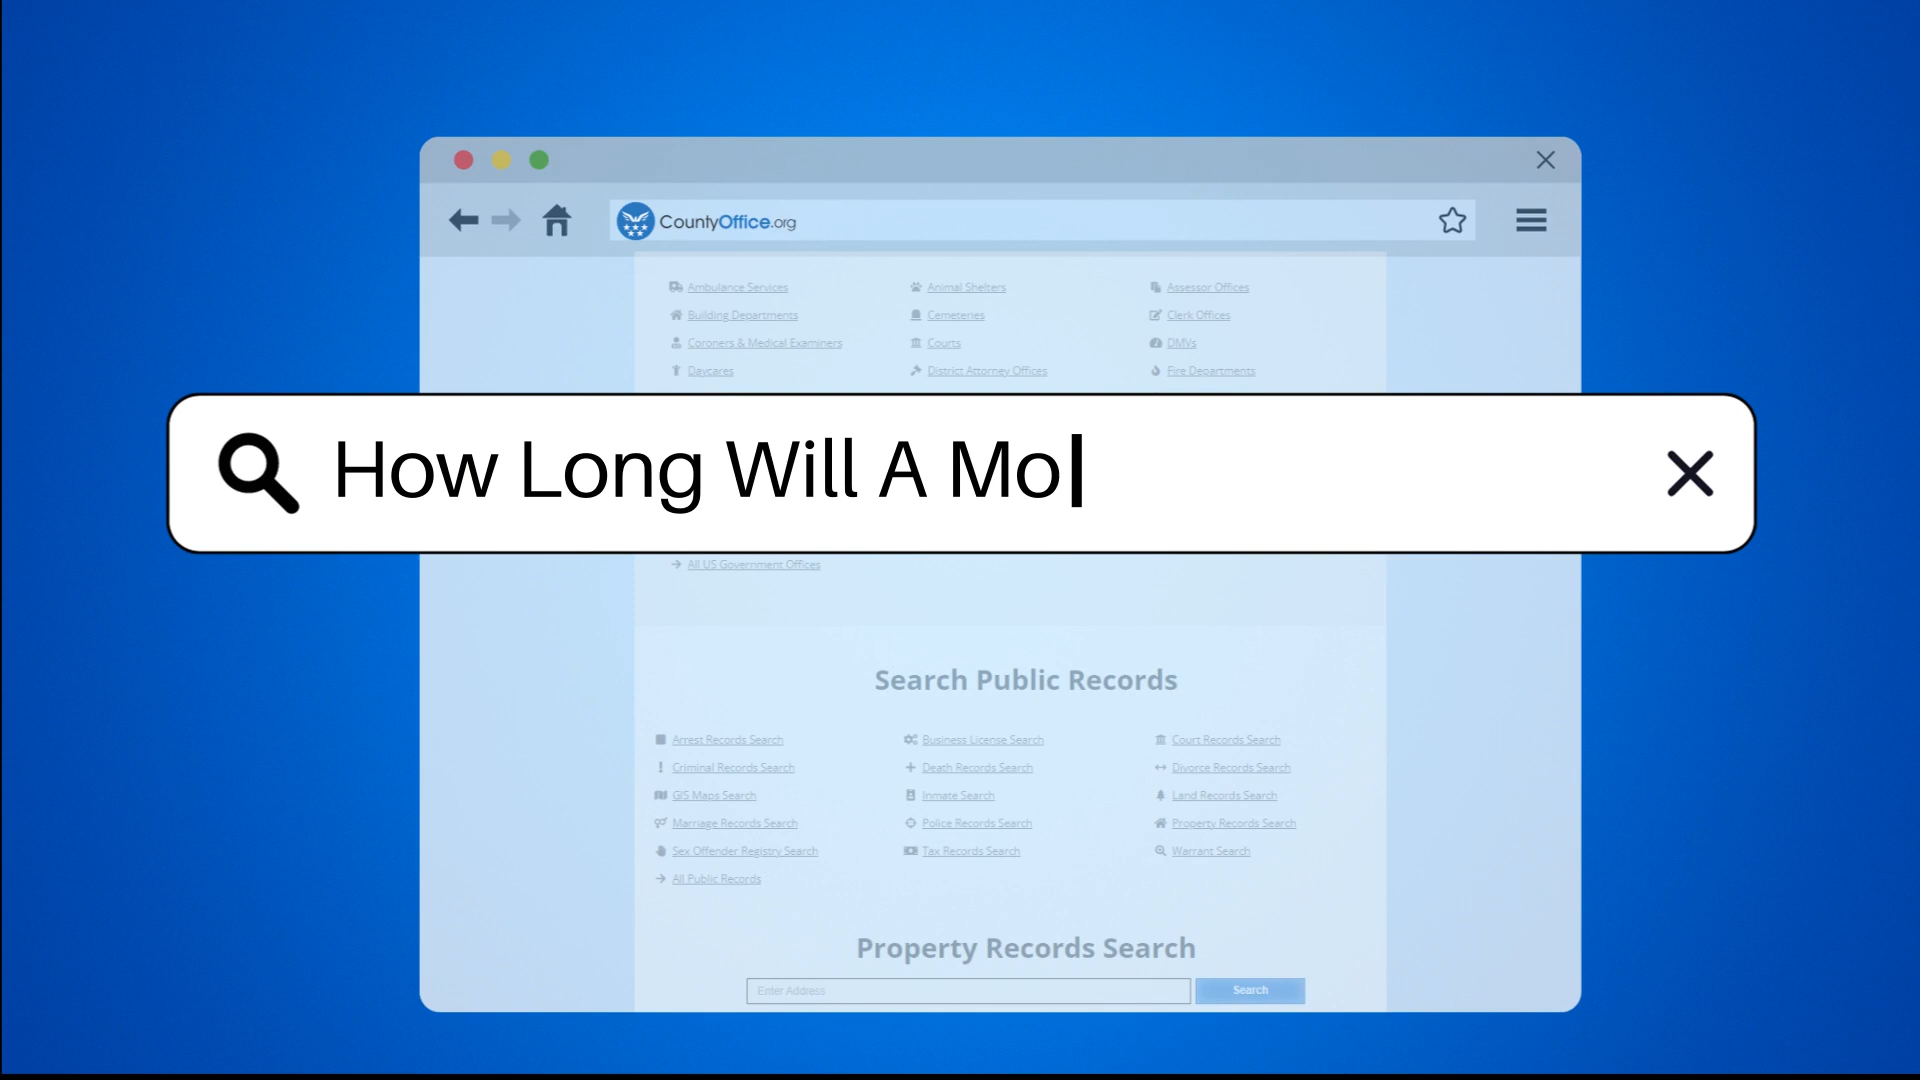 CountyOffice.org
Ambulance Services Animal Shelters Assessor Offices
Building Departments Cemeteries Clerk Offices
Coroners & Medical Examiners Courts DMVs
Daycares District Attorney Offices Fire Departments
How Long Will A Mo
All US Government Offices
Search Public Records
Arrest Records Search Business License Search Court Records Search
Criminal Records Search Death Records Search Divorce Records Search
GIS Maps Search Inmate Search Land Records Search
Marriage Records Search Police Records Search Property Records Search
Sex Offender Registry Search Tax Records Search Warrant Search
All Public Records
Property Records Search
Enter Address Search